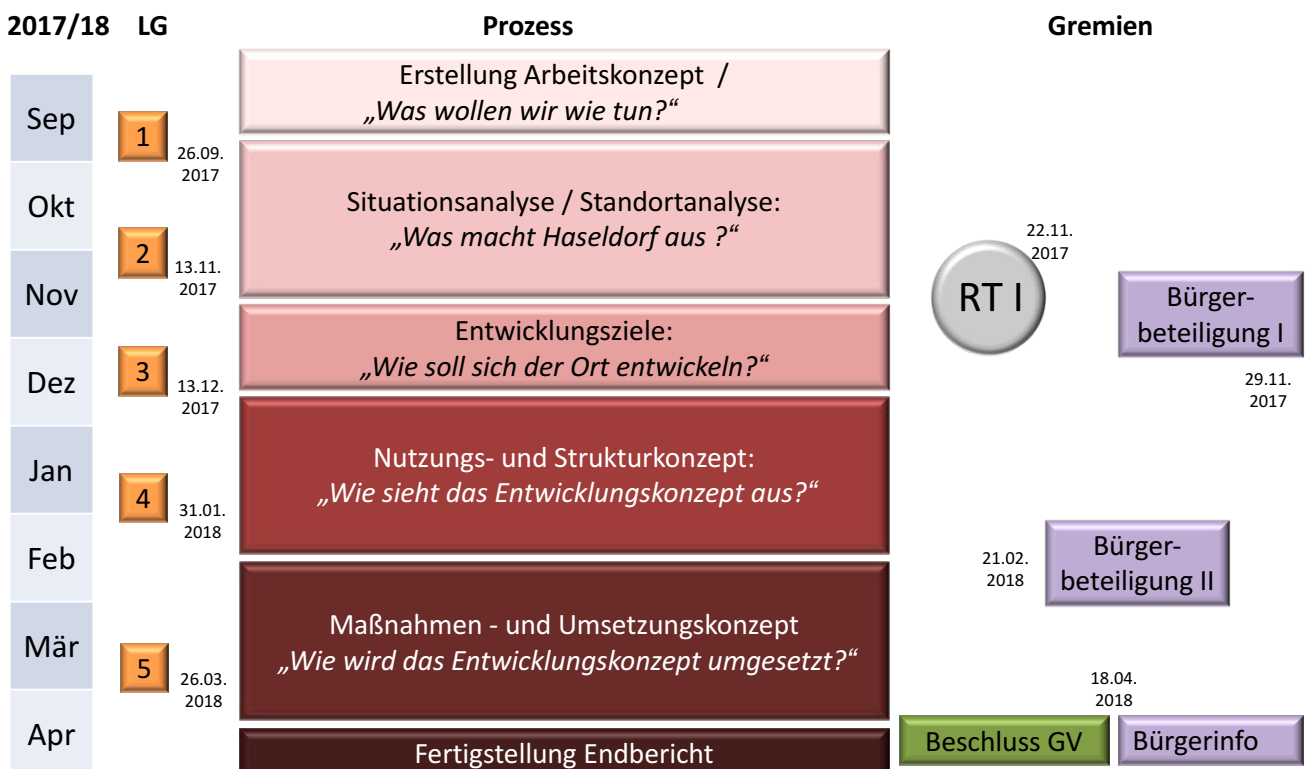 2017/18 LG Prozess Gremien
Sep
Okt
Nov
Dez
Jan
Feb
Mär
Apr
1
26.09.
2017
2
13.11.
2017
3
13.12.
2017
4
31.01.
2018
5
26.03.
2018
Erstellung Arbeitskonzept /
„Was wollen wir wie tun?“
Situationsanalyse / Standortanalyse:
„Was macht Haseldorf aus ?“
Entwicklungsziele:
„Wie soll sich der Ort entwickeln?“
Nutzungs- und Strukturkonzept:
„Wie sieht das Entwicklungskonzept aus?“
Maßnahmen - und Umsetzungskonzept
„Wie wird das Entwicklungskonzept umgesetzt?“
Fertigstellung Endbericht
22.11.
2017
RT I
Bürger-
beteiligung I
29.11.
2017
21.02.
2018
Bürger-
beteiligung II
18.04.
2018
Beschluss GV
Bürgerinfo